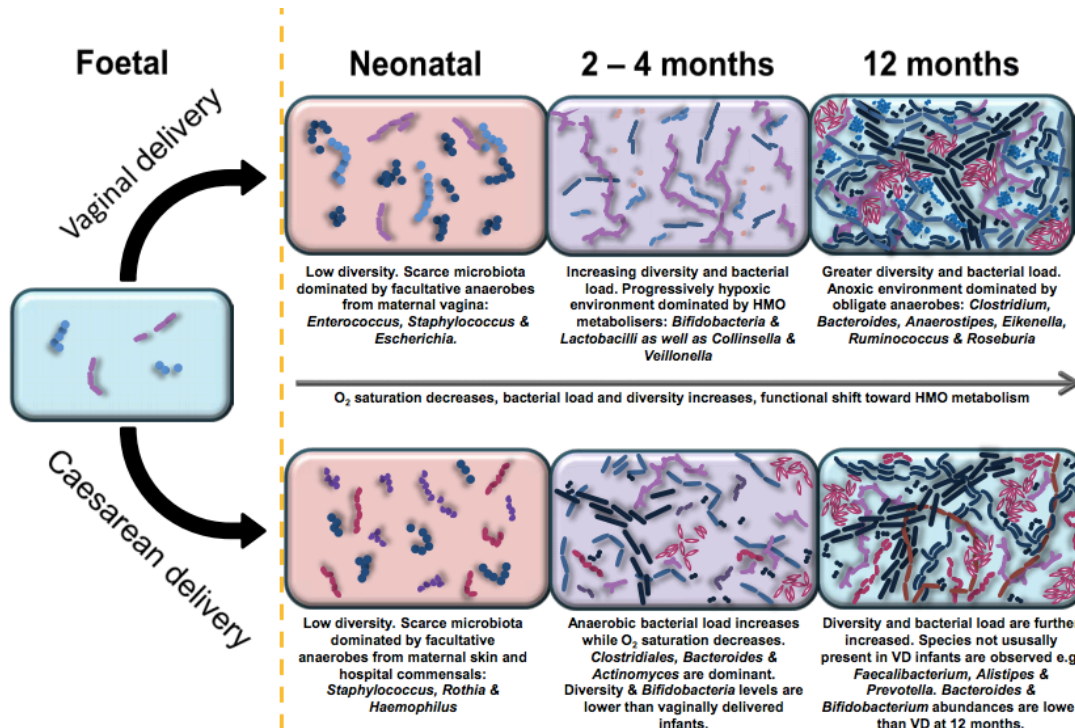 Foetal
Neonatal
2 – 4 months
12 months
Vaginal delivery
Low diversity. Scarce microbiota
dominated by facultative anaerobes
from maternal vagina:
Enterococcus, Staphylococcus &
Escherichia.
Increasing diversity and bacterial
load. Progressively hypoxic
environment dominated by HMO
metabolisers: Bifidobacteria &
Lactobacilli as well as Collinsella &
Veillonella
Greater diversity and bacterial load.
Anoxic environment dominated by
obligate anaerobes: Clostridium,
Bacteroides, Anaerostipes, Eikenella,
Ruminococcus & Roseburia
O₂ saturation decreases, bacterial load and diversity increases, functional shift toward HMO metabolism
Caesarean delivery
Low diversity. Scarce microbiota
dominated by facultative
anaerobes from maternal skin and
hospital commensals:
Staphylococcus, Rothia &
Haemophilus
Anaerobic bacterial load increases
while O₂ saturation decreases.
Clostridiales, Bacteroides &
Actinomyces are dominant.
Diversity & Bifidobacteria levels are
lower than vaginally delivered
infants.
Diversity and bacterial load are further
increased. Species not ususally
present in VD infants are observed e.g
Faecalibacterium, Alistipes &
Prevotella. Bacteroides &
Bifidobacterium abundances are lower
than VD at 12 months.